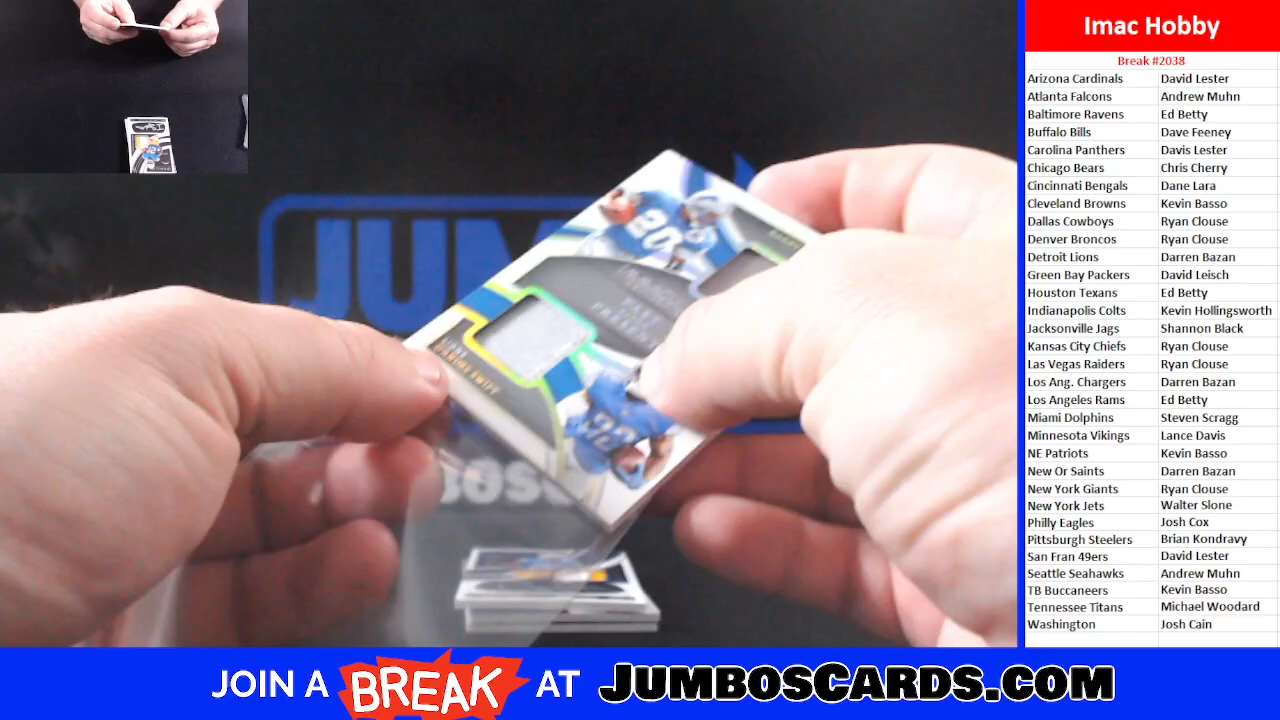 Imac Hobby
Break #2038
Arizona Cardinals David Lester
Atlanta Falcons Andrew Muhn
Baltimore Ravens Ed Betty
Buffalo Bills Dave Feeney
Carolina Panthers Davis Lester
Chicago Bears Chris Cherry
Cincinnati Bengals Dane Lara
Cleveland Browns Kevin Basso
Dallas Cowboys Ryan Clouse
Denver Broncos Ryan Clouse
Detroit Lions Darren Bazan
Green Bay Packers David Leisch
Houston Texans Ed Betty
Indianapolis Colts Kevin Hollingsworth
Jacksonville Jags Shannon Black
Kansas City Chiefs Ryan Clouse
Las Vegas Raiders Ryan Clouse
Los Ang. Chargers Darren Bazan
Los Angeles Rams Ed Betty
Miami Dolphins Steven Scragg
Minnesota Vikings Lance Davis
NE Patriots Kevin Basso
New Or Saints Darren Bazan
New York Giants Ryan Clouse
New York Jets Walter Slone
Philly Eagles Josh Cox
Pittsburgh Steelers Brian Kondravy
San Fran 49ers David Lester
Seattle Seahawks Andrew Muhn
TB Buccaneers Kevin Basso
Tennessee Titans Michael Woodard
Washington Josh Cain
JUM
20
32
JOIN A BREAK AT JUMBOSCARDS.COM